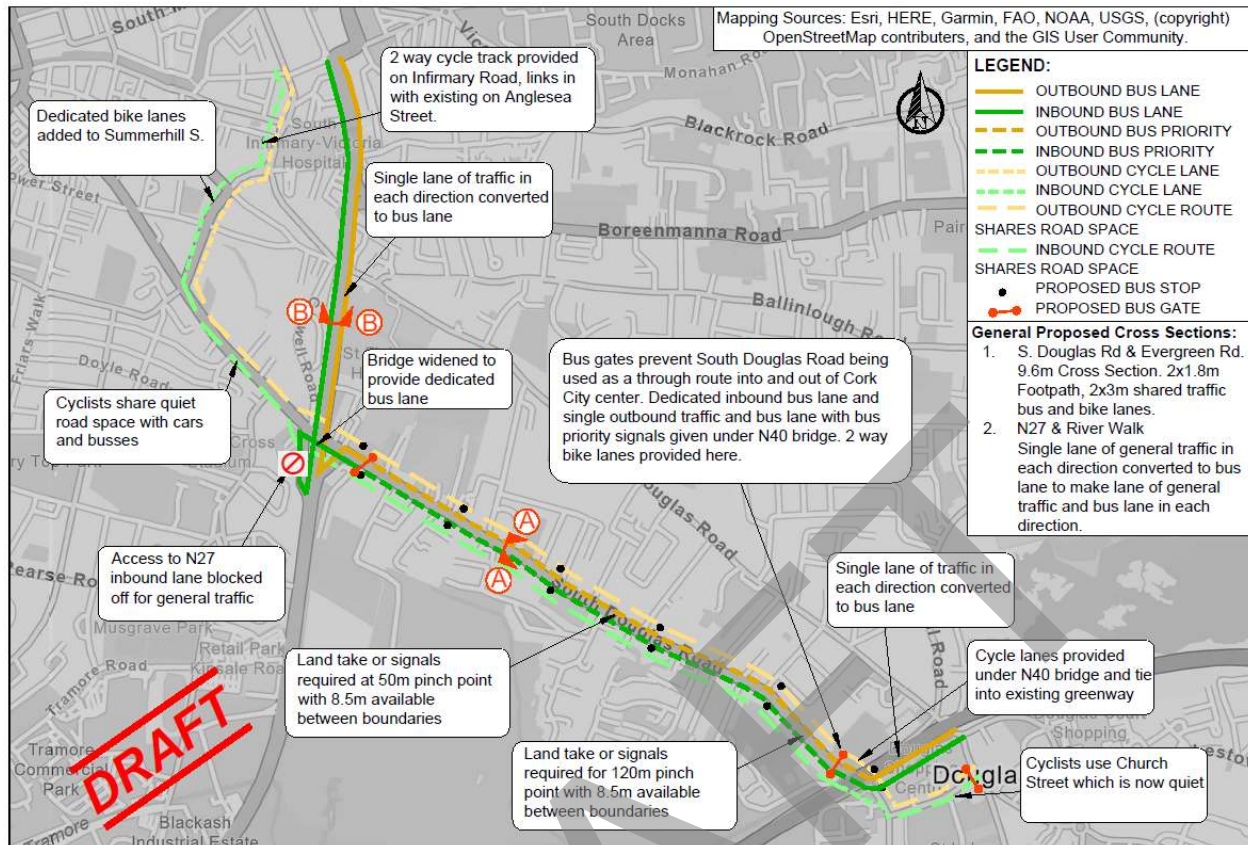 Mapping Sources: Esri, HERE, Garmin, FAO, NOAA, USGS, (copyright)
OpenStreetMap contributers, and the GIS User Community.
LEGEND:
OUTBOUND BUS LANE
INBOUND BUS LANE
OUTBOUND BUS PRIORITY
INBOUND BUS PRIORITY
OUTBOUND CYCLE LANE
INBOUND CYCLE LANE
OUTBOUND CYCLE ROUTE
SHARES ROAD SPACE
INBOUND CYCLE ROUTE
SHARES ROAD SPACE
PROPOSED BUS STOP
PROPOSED BUS GATE
General Proposed Cross Sections:
1. S. Douglas Rd & Evergreen Rd.
9.6m Cross Section. 2x1.8m
Footpath, 2x3m shared traffic
bus and bike lanes.
2. N27 & River Walk
Single lane of general traffic in
each direction converted to bus
lane to make lane of general
traffic and bus lane in each
direction.
N
South Docks
Area
Monahan
Blackrock Road
2 way cycle track provided
on Infirmary Road, links in
with existing on Anglesea
Street.
Dedicated bike lanes
added to Summerhill S.
South
Infirmary-Victoria
Hospital
Single lane of traffic in
each direction converted
to bus lane
Boreenmanna Road
Ballinlough Road
Friars Walk
Doyle Road
B
B
Bridge widened to
provide dedicated
bus lane
Cyclists share quiet
road space with cars
and busses
Cross
Bus gates prevent South Douglas Road being
used as a through route into and out of Cork
City center. Dedicated inbound bus lane and
single outbound traffic and bus lane with bus
priority signals given under N40 bridge. 2 way
bike lanes provided here.
Douglas Road
A
A
South Douglas Road
Access to N27
inbound lane blocked
off for general traffic
Musgrave Park
Retail Park
Kinsale Road
Tramore Road
Land take or signals
required at 50m pinch point
with 8.5m available
between boundaries
Single lane of traffic in
each direction converted
to bus lane
Cycle lanes provided
under N40 bridge and tie
into existing greenway
Douglas Court
Shopping
Land take or signals
required for 120m pinch
point with 8.5m available
between boundaries
Cyclists use Church
Street which is now quiet
Dougla
DRAFT
Tramore
Commercial
Park
Tramore
Blackash
Industrial Estate